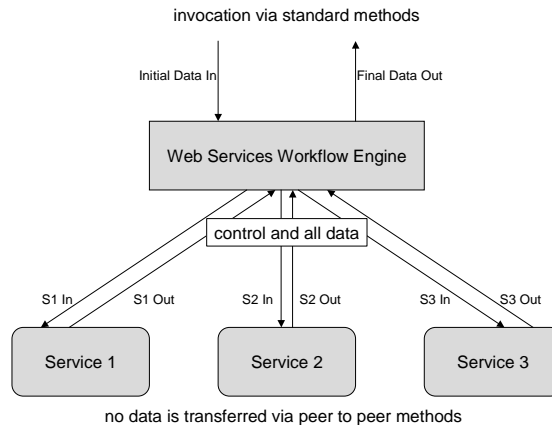 invocation via standard methods
Initial Data In
Final Data Out
Web Services Workflow Engine
control and all data
S1 In
S1 Out
S2 In
S2 Out
S3 In
S3 Out
Service 1
Service 2
Service 3
no data is transferred via peer to peer methods